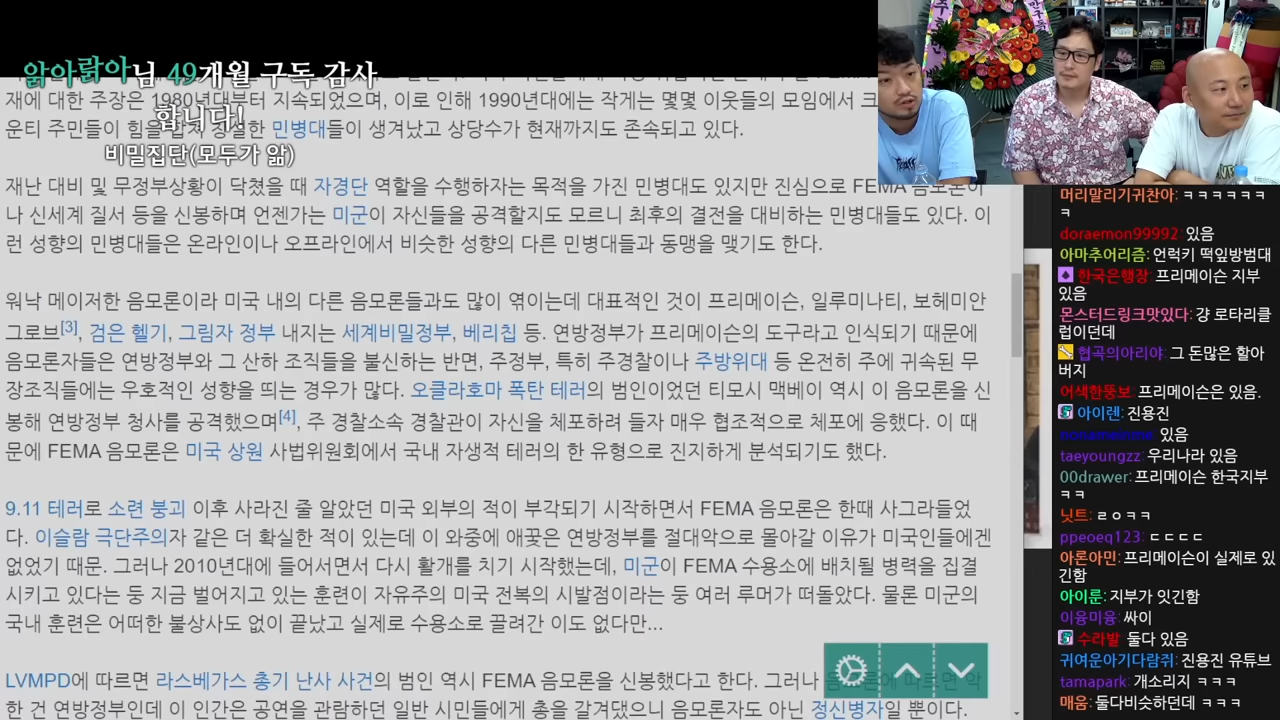 앎아랆아님 49개월 구독 감사
합니다!
비밀집단(모두가 앎)
재에 대한 주장은 1980년대부터 지속되었으며, 이로 인해 1990년대에는 작게는 몇몇 이웃들의 모임에서 크
운티 주민들이 힘을 합쳐 창설한 민병대들이 생겨났고 상당수가 현재까지도 존속되고 있다.
재난 대비 및 무정부상황이 닥쳤을 때 자경단 역할을 수행하자는 목적을 가진 민병대도 있지만 진심으로 FEMA 음모론이
나 신세계 질서 등을 신봉하며 언젠가는 미군이 자신들을 공격할지도 모르니 최후의 결전을 대비하는 민병대들도 있다. 이
런 성향의 민병대들은 온라인이나 오프라인에서 비슷한 성향의 다른 민병대들과 동맹을 맺기도 한다.
워낙 메이저한 음모론이라 미국 내의 다른 음모론들과도 많이 엮이는데 대표적인 것이 프리메이슨, 일루미나티, 보헤미안
그로브[3], 검은 헬기, 그림자 정부 내지는 세계비밀정부, 베리칩 등. 연방정부가 프리메이슨의 도구라고 인식되기 때문에
음모론자들은 연방정부와 그 산하 조직들을 불신하는 반면, 주정부, 특히 주경찰이나 주방위대 등 온전히 주에 귀속된 무
장조직들에는 우호적인 성향을 띄는 경우가 많다. 오클라호마 폭탄 테러의 범인이었던 티모시 맥베이 역시 이 음모론을 신
봉해 연방정부 청사를 공격했으며[4], 주 경찰소속 경찰관이 자신을 체포하려 들자 매우 협조적으로 체포에 응했다. 이 때
문에 FEMA 음모론은 미국 상원 사법위원회에서 국내 자생적 테러의 한 유형으로 진지하게 분석되기도 했다.
9.11 테러로 소련 붕괴 이후 사라진 줄 알았던 미국 외부의 적이 부각되기 시작하면서 FEMA 음모론은 한때 사그라들었
다. 이슬람 극단주의자 같은 더 확실한 적이 있는데 이 와중에 애꿎은 연방정부를 절대악으로 몰아갈 이유가 미국인들에겐
없었기 때문. 그러나 2010년대에 들어서면서 다시 활개를 치기 시작했는데, 미군이 FEMA 수용소에 배치될 병력을 집결
시키고 있다는 둥 지금 벌어지고 있는 훈련이 자유주의 미국 전복의 시발점이라는 둥 여러 루머가 떠돌았다. 물론 미군의
국내 훈련은 어떠한 불상사도 없이 끝났고 실제로 수용소로 끌려간 이도 없다만...
LVMPD에 따르면 라스베가스 총기 난사 사건의 범인 역시 FEMA 음모론을 신봉했다고 한다. 그러나 음모론에 따르면 악
한 건 연방정부인데 이 인간은 공연을 관람하던 일반 시민들에게 총을 갈겨댔으니 음모론자도 아닌 정신병자일 뿐이다.
머리말리기귀찬아: ㅋㅋㅋㅋㅋㅋ
ㅋ
doraemon99992: 있음
아마추어리즘: 언럭키 떡잎방범대
한국은행장: 프리메이슨 지부
있음
몬스터드링크맛있다: 걍 로타리클
럽이던데
협곡의아리야: 그 돈많은 할아
버지
어색한뚱보: 프리메이슨은 있음.
아이렌: 진용진
있음
taeyoungzz: 우리나라 있음
00drawer: 프리메이슨 한국지부
ㅋㅋ
닛트: ㄹㅇㅋㅋ
ppeoeq123: ㄷㄷㄷㄷ
아론아민: 프리메이슨이 실제로 있
긴함
아이룬: 지부가 잇긴함
이융미율: 싸이
수라발: 둘다 있음
귀여운아기다람쥐: 진용진 유튜브
tamapark: 개소리지 ㅋㅋㅋ
매움: 둘다비슷하던데 ㅋㅋㅋ